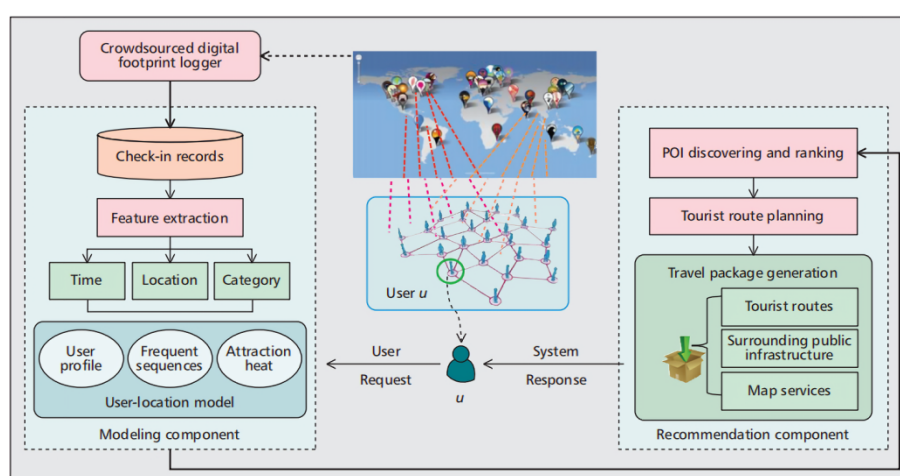 Crowdsourced digital
footprint logger
Check-in records
Feature extraction
Time
Location
Category
User
profile
Frequent
sequences
Attraction
heat
User-location model
Modeling component
User u
User
Request
u
System
Response
POI discovering and ranking
Tourist route planning
Travel package generation
Tourist routes
Surrounding public
infrastructure
Map services
Recommendation component